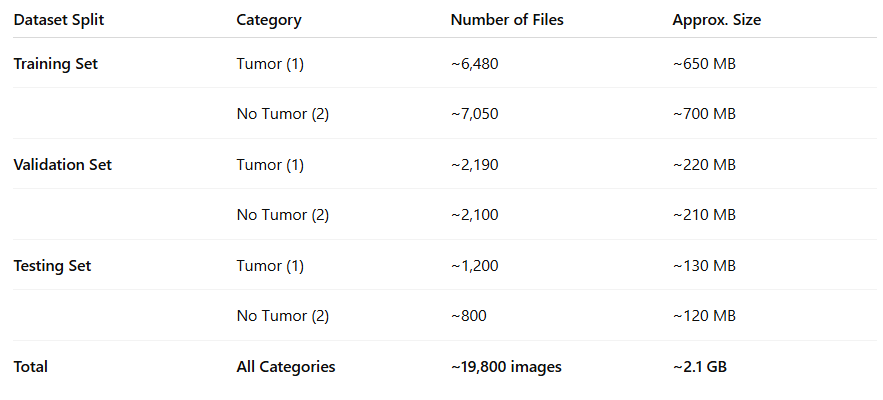 Dataset Split Category Number of Files Approx. Size
Training Set Tumor (1) ~6,480 ~650 MB
No Tumor (2) ~7,050 ~700 MB
Validation Set Tumor (1) ~2,190 ~220 MB
No Tumor (2) ~2,100 ~210 MB
Testing Set Tumor (1) ~1,200 ~130 MB
No Tumor (2) ~800 ~120 MB
Total All Categories ~19,800 images ~2.1 GB